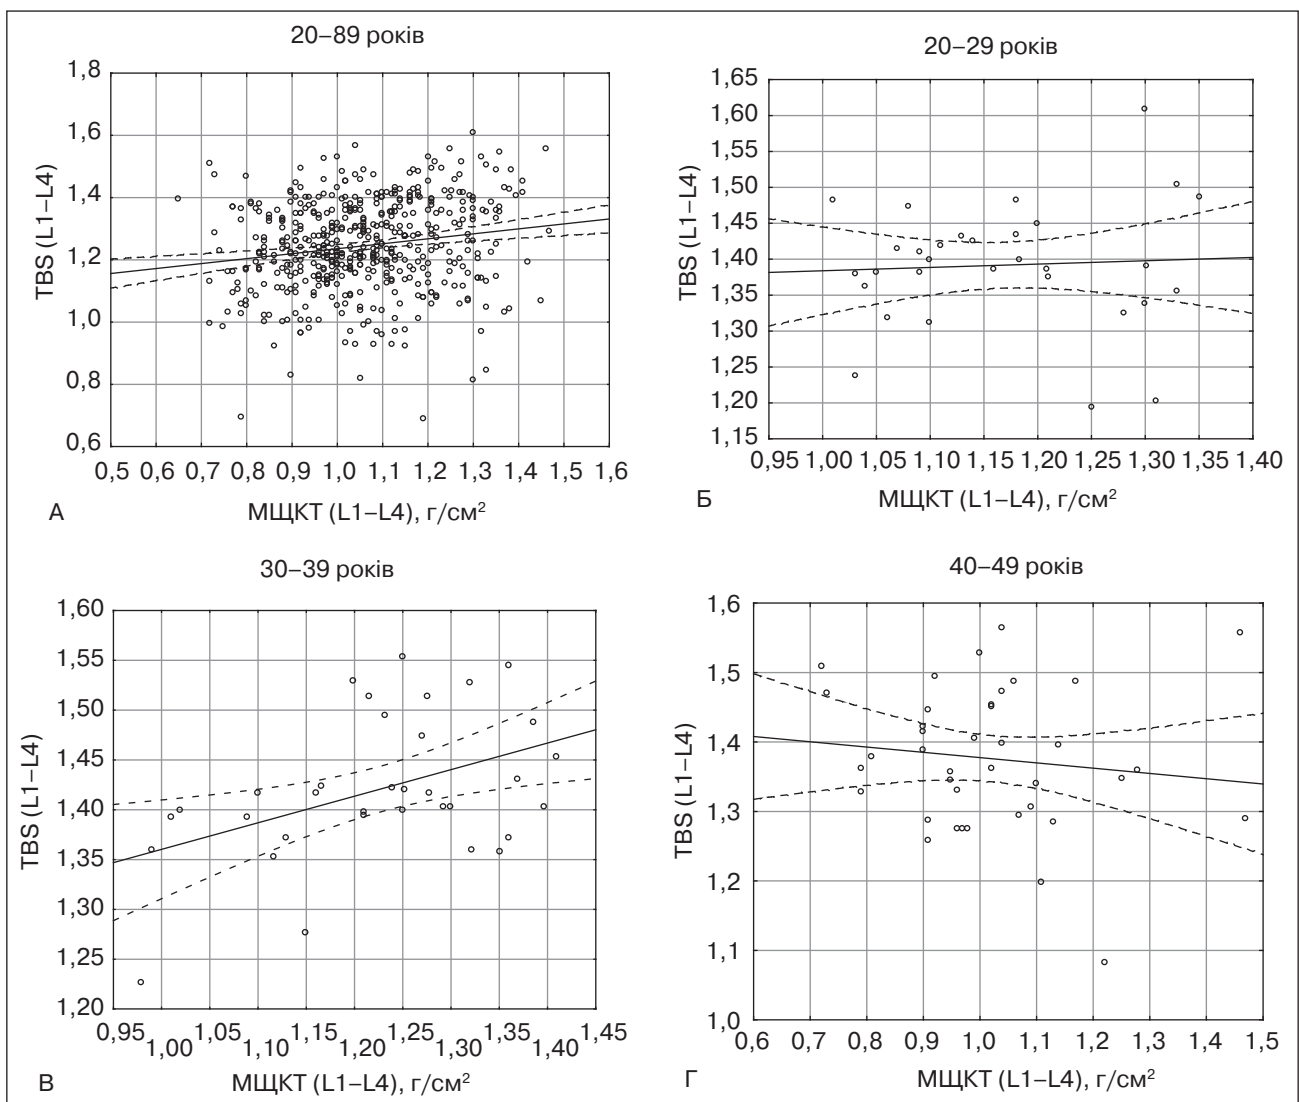 20–89 років
1,8
1,6
1,4
1,2
1,0
0,8
0,6
TBS (L1–L4)
0,5 0,6 0,7 0,8 0,9 1,0 1,1 1,2 1,3 1,4 1,5 1,6
А
МЩКТ (L1–L4), г/см²
20–29 років
1,65
1,60
1,55
1,50
1,45
1,40
1,35
1,30
1,25
1,20
1,15
TBS (L1–L4)
0,95 1,00 1,05 1,10 1,15 1,20 1,25 1,30 1,35 1,40
Б
МЩКТ (L1–L4), г/см²
30–39 років
1,60
1,55
1,50
1,45
1,40
1,35
1,30
1,25
1,20
TBS (L1–L4)
0,95 1,05 1,15 1,25 1,35 1,45
1,00 1,10 1,20 1,30 1,40
В
МЩКТ (L1–L4), г/см²
40–49 років
1,6
1,5
1,4
1,3
1,2
1,1
1,0
TBS (L1–L4)
0,6 0,7 0,8 0,9 1,0 1,1 1,2 1,3 1,4 1,5
Г
МЩКТ (L1–L4), г/см²